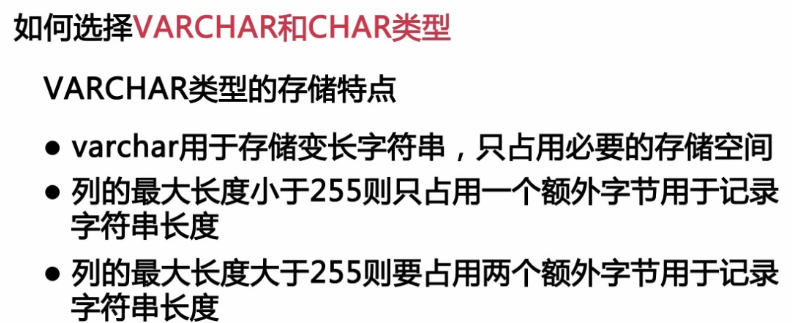 如何选择VARCHAR和CHAR类型
VARCHAR类型的存储特点
● varchar用于存储变长字符串，只占用必要的存储空间
● 列的最大长度小于255则只占用一个额外字节用于记录
字符串长度
● 列的最大长度大于255则要占用两个额外字节用于记录
字符串长度